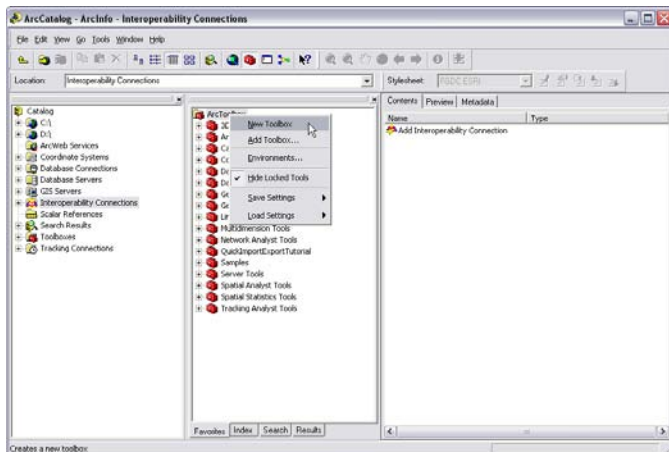 ArcCatalog - ArcInfo - Interoperability Connections
File Edit View Go Tools Window Help
Location: Interoperability Connections
Stylesheet: FGDC ESRI
Catalog
C:\
D:\
ArcWeb Services
Coordinate Systems
Database Connections
Database Servers
GIS Servers
Interoperability Connections
Scalar References
Search Results
Toolboxes
Tracking Connections
ArcToolbox
New Toolbox
Add Toolbox...
Environments...
Hide Locked Tools
Save Settings
Load Settings
Multidimension Tools
Network Analyst Tools
QuickImportExportTutorial
Samples
Server Tools
Spatial Analyst Tools
Spatial Statistics Tools
Tracking Analyst Tools
Favorites Index Search Results
Contents Preview Metadata
Name Type
Add Interoperability Connection
Creates a new toolbox